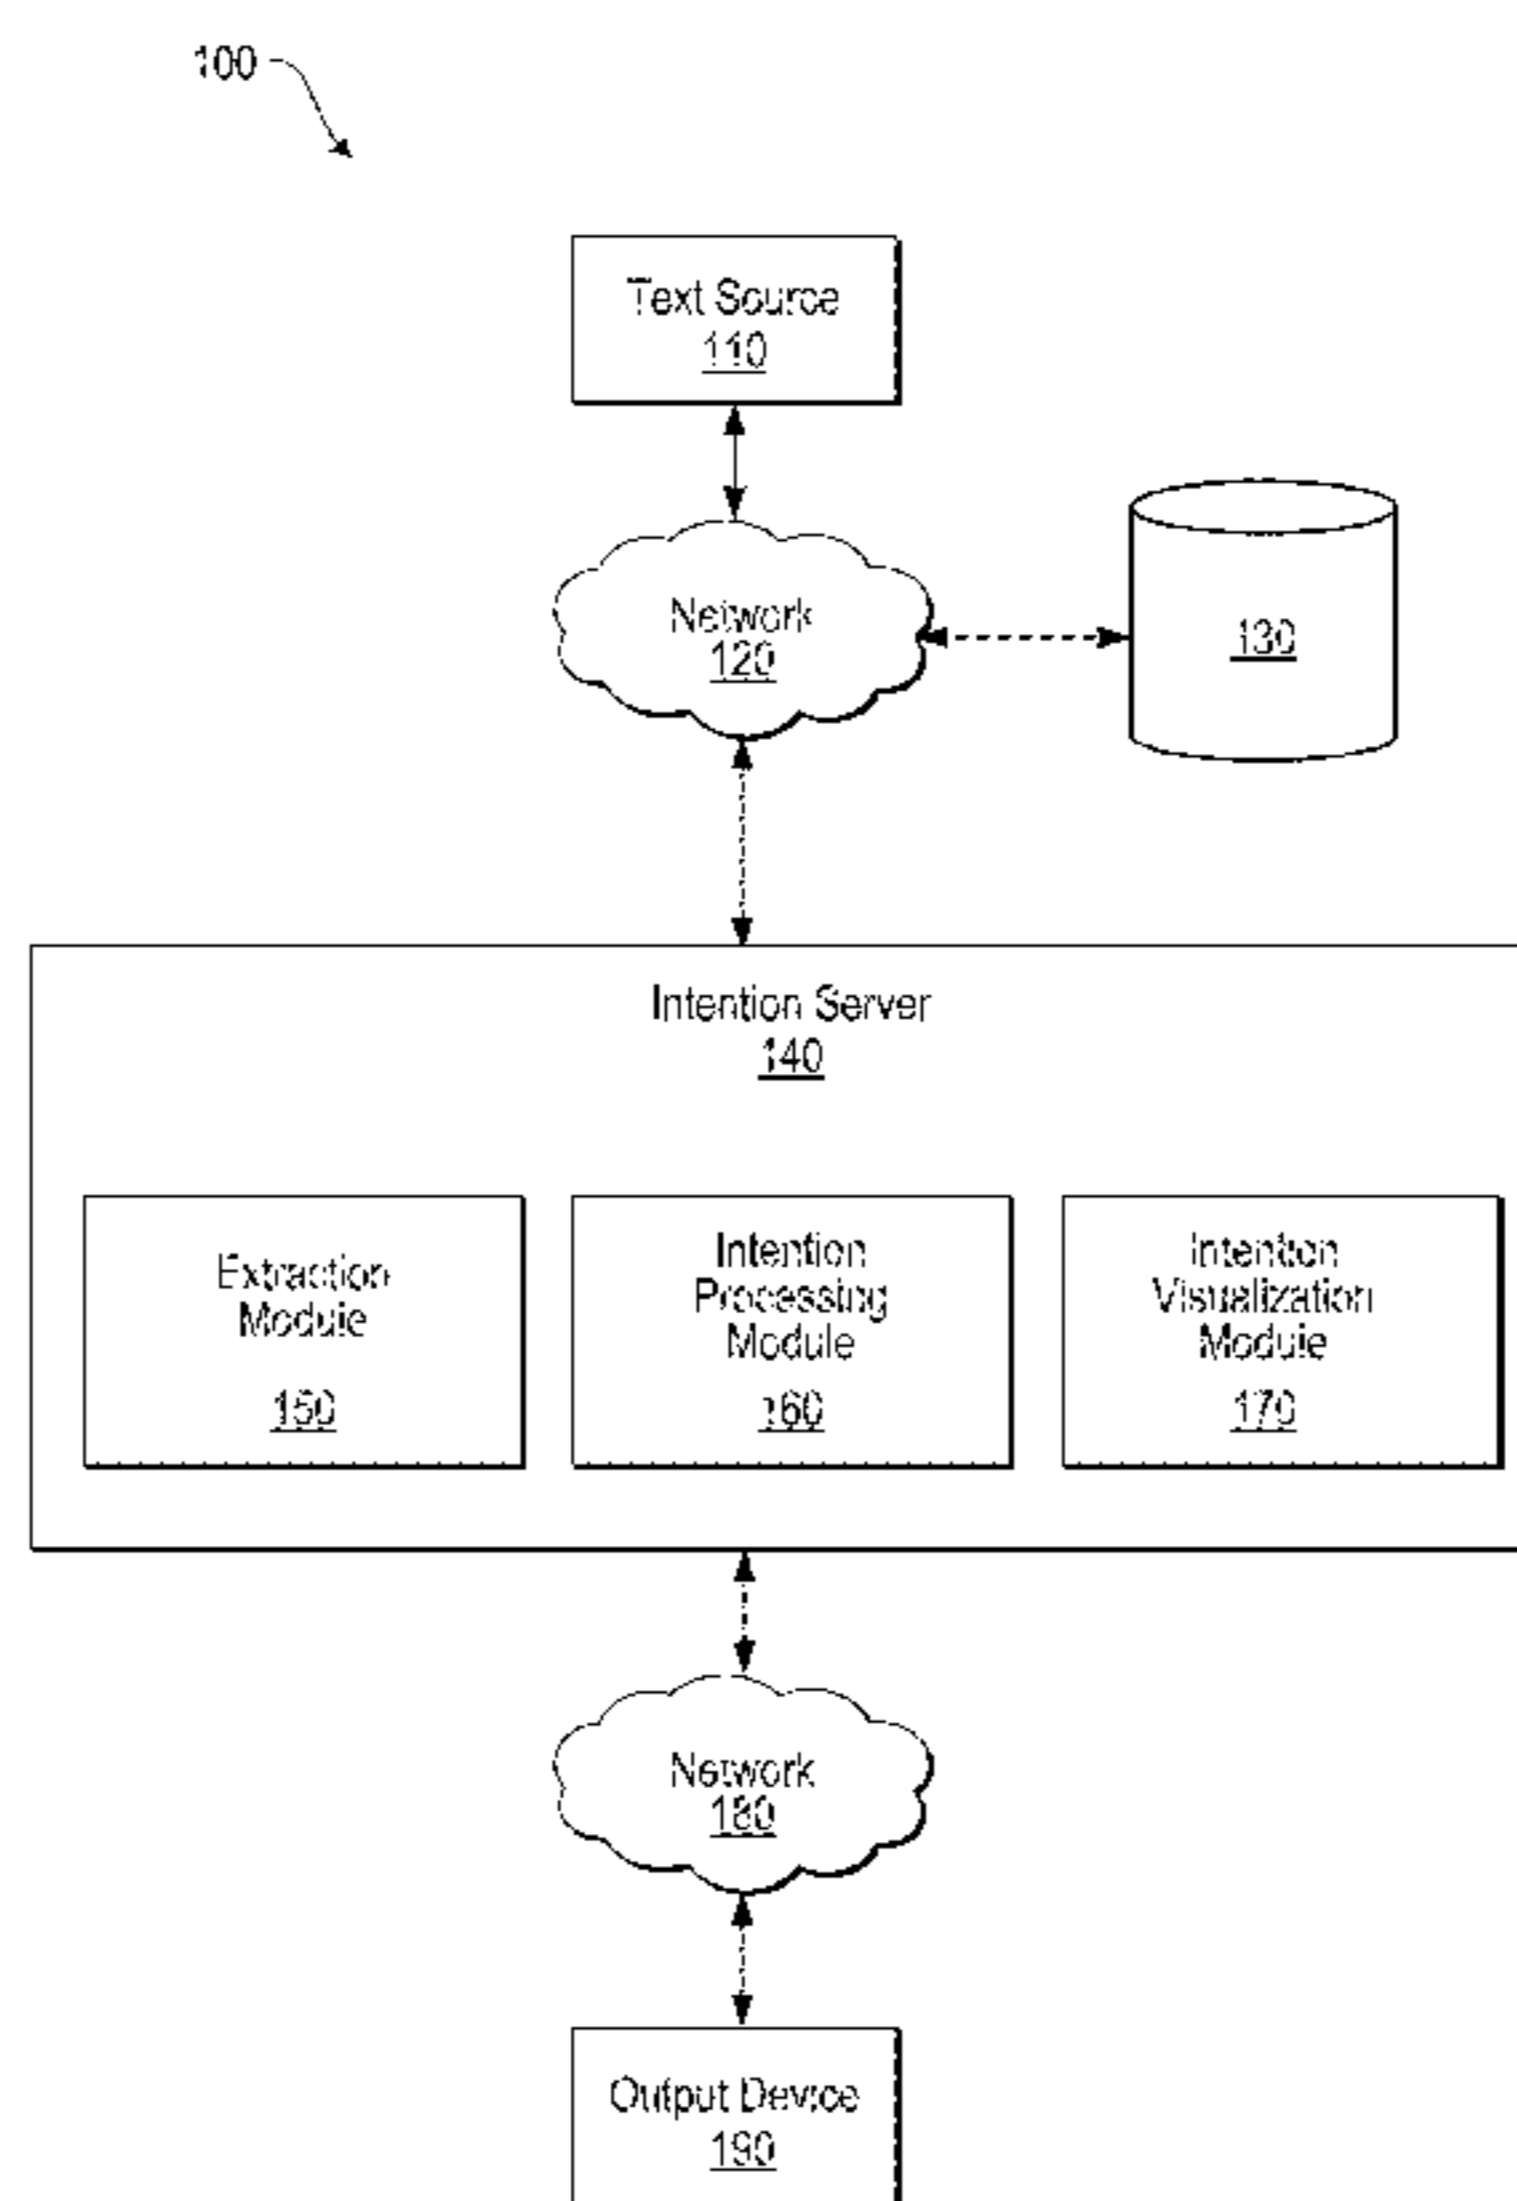 100
Text Source
110
Network
120
130
Intention Server
140
Extraction
Module
150
Intention
Processing
Module
160
Intention
Visualization
Module
170
Network
180
Output Device
190